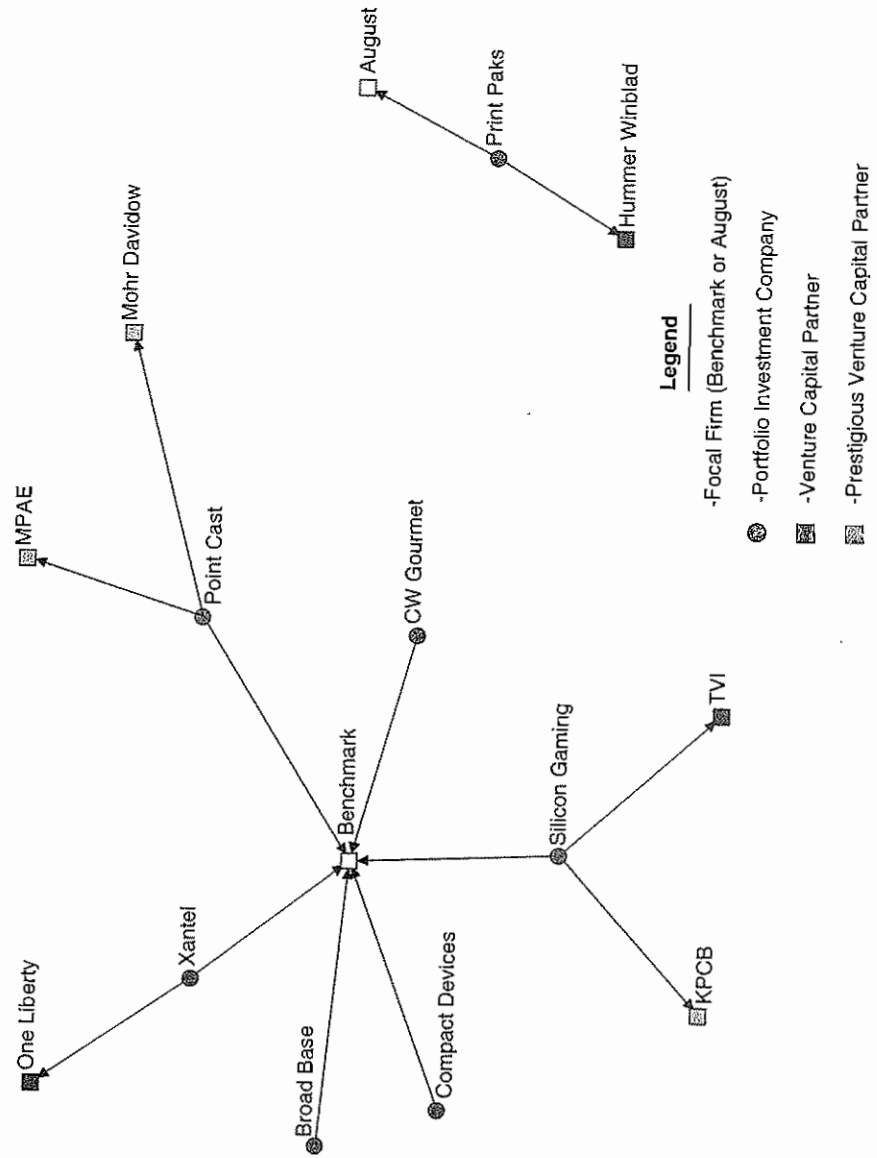 One Liberty
MPAE
Xantel
Point Cast
Mohr Davidow
Broad Base
Benchmark
Compact Devices
CW Gourmet
August
Silicon Gaming
Print Paks
KPCB
TVI
Hummer Winblad
Legend
-Focal Firm (Benchmark or August)
-Portfolio Investment Company
-Venture Capital Partner
-Prestigious Venture Capital Partner